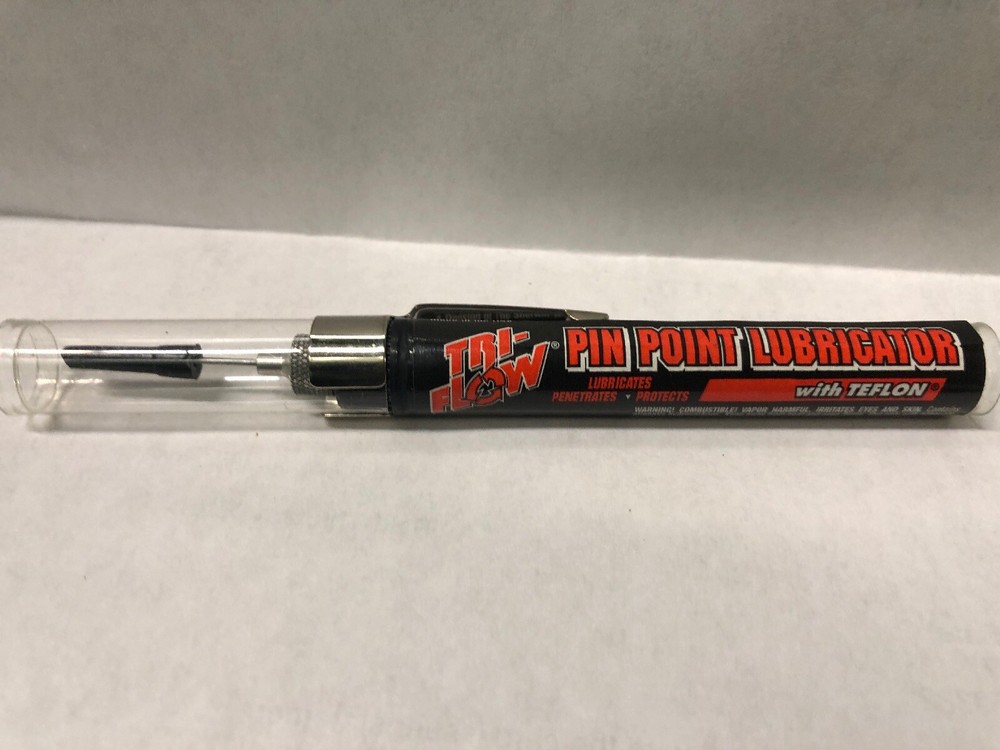 TRI-
FLOW®
PIN POINT LUBRICATOR
LUBRICATES
PENETRATES ▾ PROTECTS
with TEFLON®
WARNING! COMBUSTIBLE! VAPOR HARMFUL. IRRITATES EYES AND SKIN.